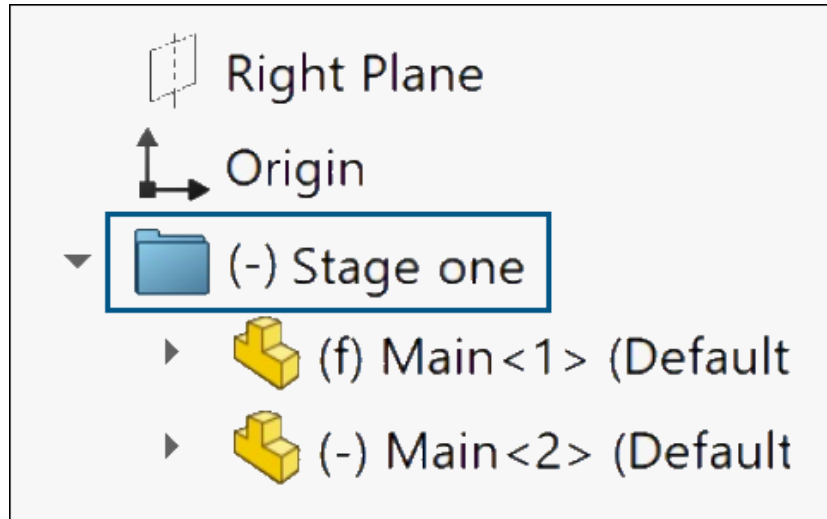 Right Plane
Origin
(-) Stage one
(f) Main<1> (Default
(-) Main<2> (Default